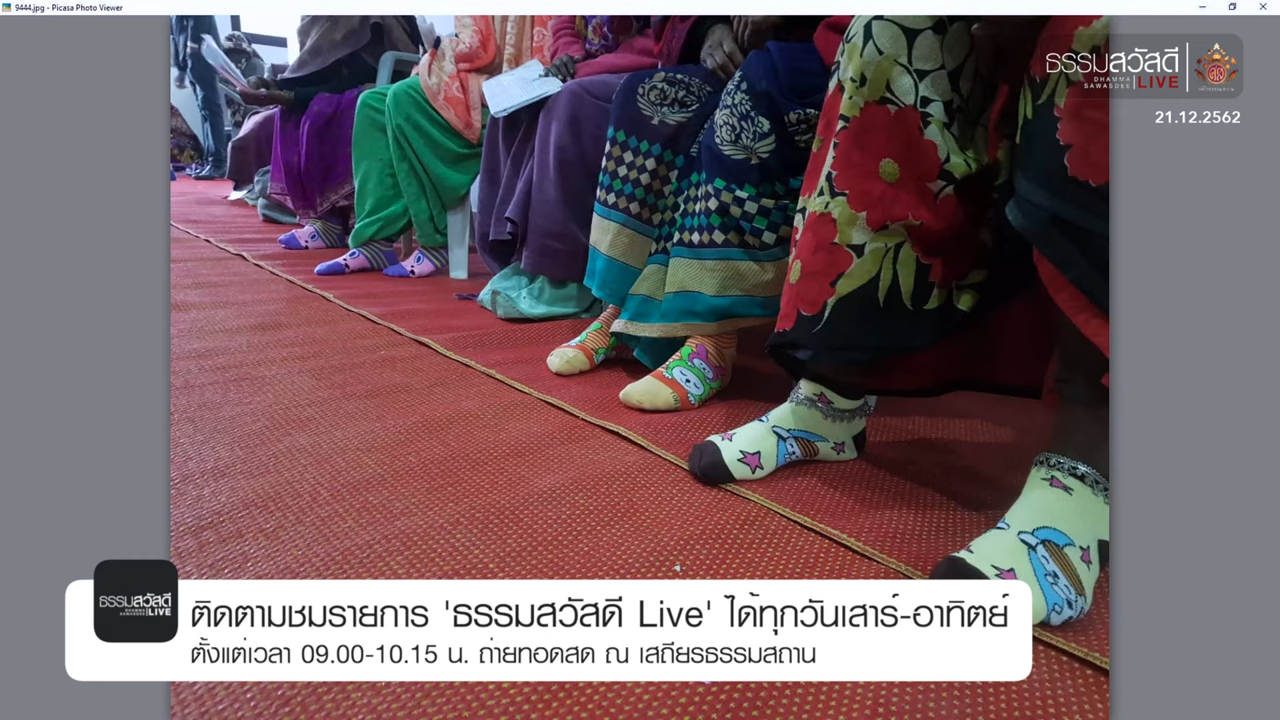 9444.jpg - Picasa Photo Viewer
ธรรมสวัสดี
DHAMMA
SAWASDEE LIVE
21.12.2562
ธรรมสวัสดี
DHAMMA
SAWASDEE LIVE
ติดตามชมรายการ 'ธรรมสวัสดี Live' ได้ทุกวันเสาร์-อาทิตย์
ตั้งแต่เวลา 09.00-10.15 น. ถ่ายทอดสด ณ เสถียรธรรมสถาน